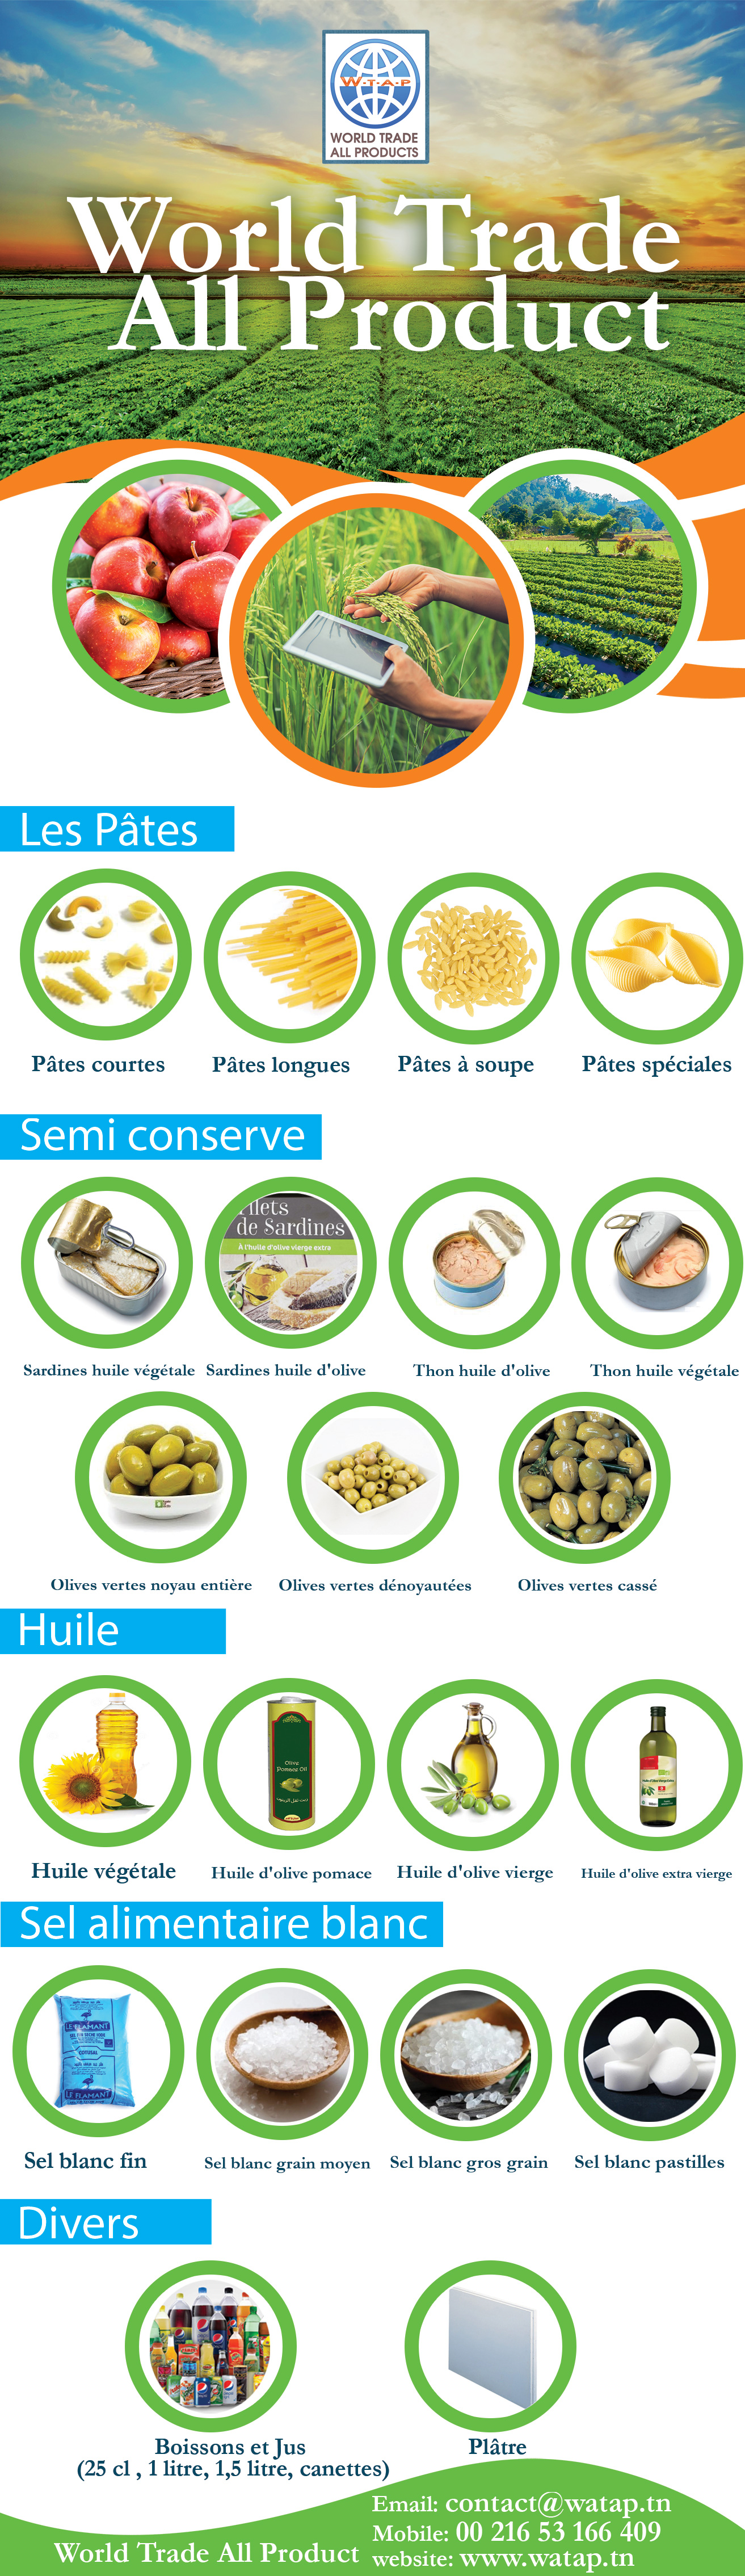 W-T-A-P
WORLD TRADE
ALL PRODUCTS
World Trade
All Product
Les Pâtes
Pâtes courtes
Pâtes longues
Pâtes à soupe
Pâtes spéciales
Semi conserve
de Sardines
À l'huile d'olive vierge extra
Sardines huile végétale
Sardines huile d'olive
Thon huile d'olive
Thon huile végétale
Olives vertes noyau entière
Olives vertes dénoyautées
Olives vertes cassé
Huile
Olive
Pomace Oil
زيت ثفل الزيتون
Huile végétale
Huile d'olive pomace
Huile d'olive vierge
Huile d'olive extra vierge
Sel alimentaire blanc
LE FLAMANT
COTUSAL
LE FLAMANT
Sel blanc fin
Sel blanc grain moyen
Sel blanc gros grain
Sel blanc pastilles
Divers
pepsi
Boissons et Jus
(25 cl , 1 litre, 1,5 litre, canettes)
Plâtre
World Trade All Product
Email: contact@watap.tn
Mobile: 00 216 53 166 409
website: www.watap.tn